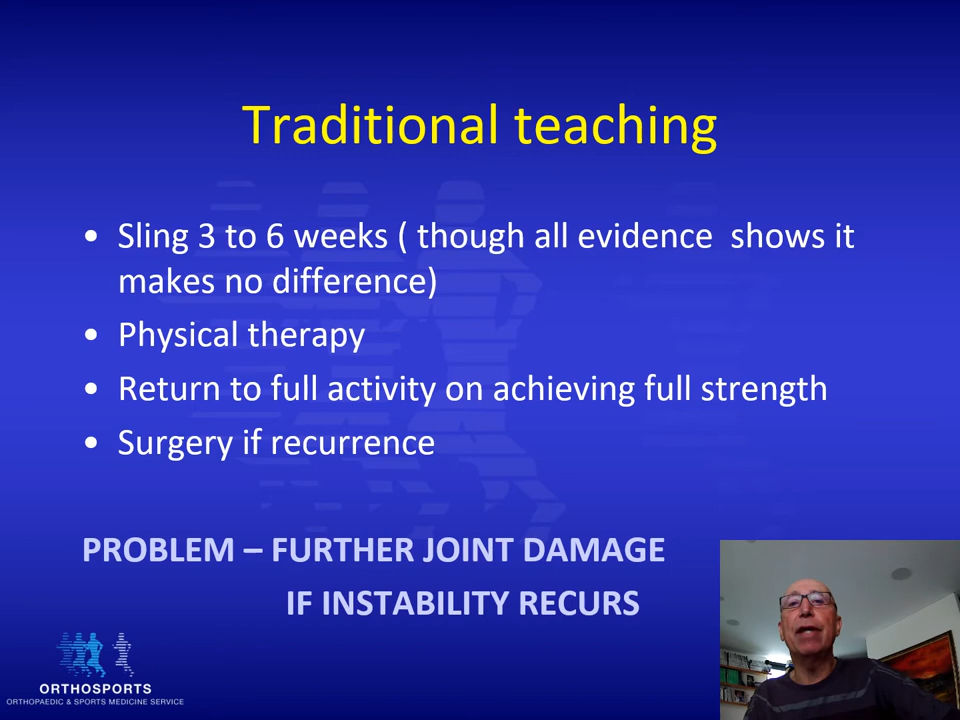 Traditional teaching
• Sling 3 to 6 weeks ( though all evidence  shows it
makes no difference)
• Physical therapy
• Return to full activity on achieving full strength
• Surgery if recurrence
PROBLEM – FURTHER JOINT DAMAGE
IF INSTABILITY RECURS
ORTHOSPORTS
ORTHOPAEDIC & SPORTS MEDICINE SERVICE